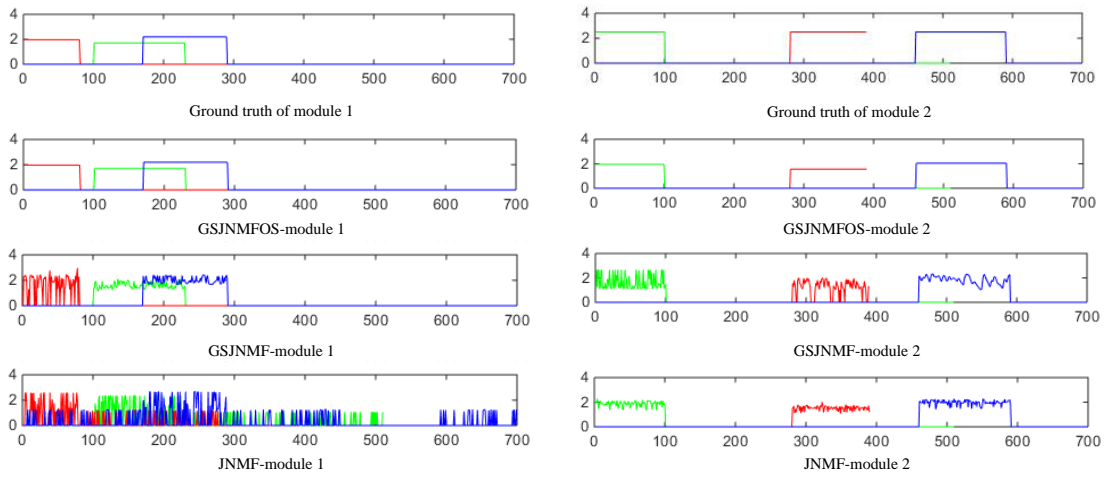 4
2
0
0 100 200 300 400 500 600 700
Ground truth of module 1
4
2
0
0 100 200 300 400 500 600 700
Ground truth of module 2
4
2
0
0 100 200 300 400 500 600 700
GSJNMFOS-module 1
4
2
0
0 100 200 300 400 500 600 700
GSJNMFOS-module 2
4
2
0
0 100 200 300 400 500 600 700
GSJNMF-module 1
4
2
0
0 100 200 300 400 500 600 700
GSJNMF-module 2
4
2
0
0 100 200 300 400 500 600 700
JNMF-module 1
4
2
0
0 100 200 300 400 500 600 700
JNMF-module 2